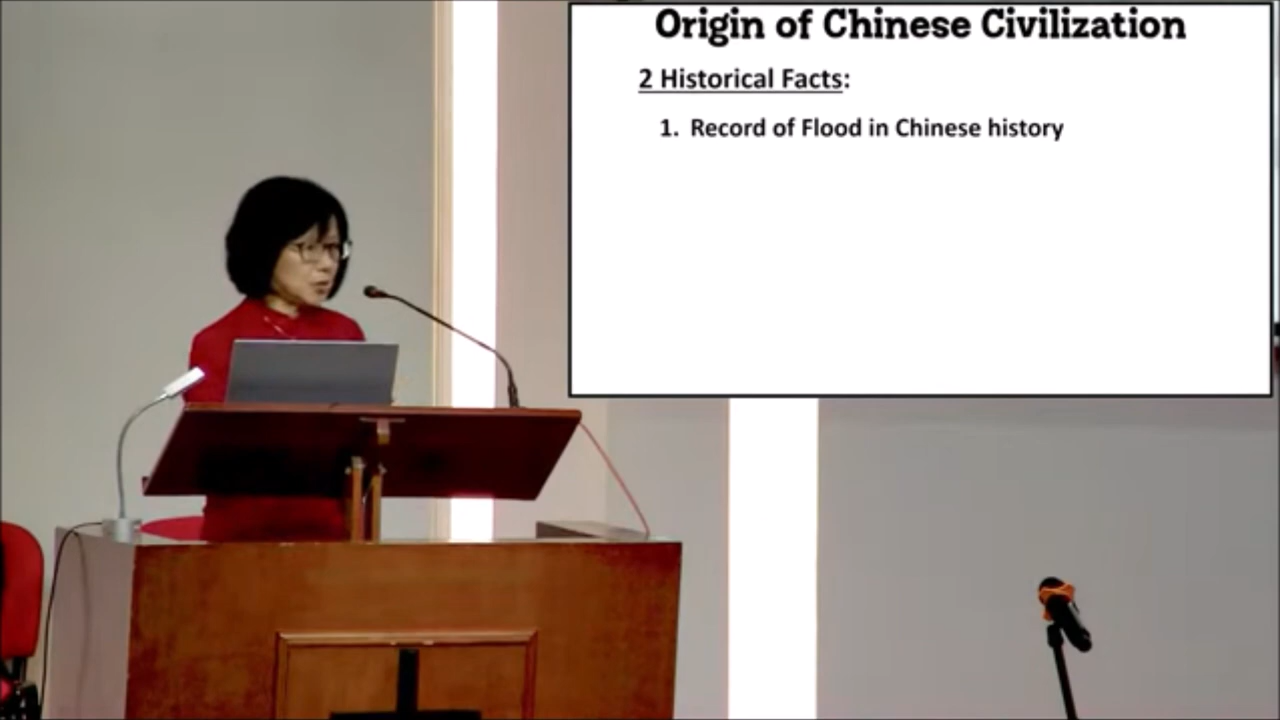 Origin of Chinese Civilization
2 Historical Facts:
1. Record of Flood in Chinese history